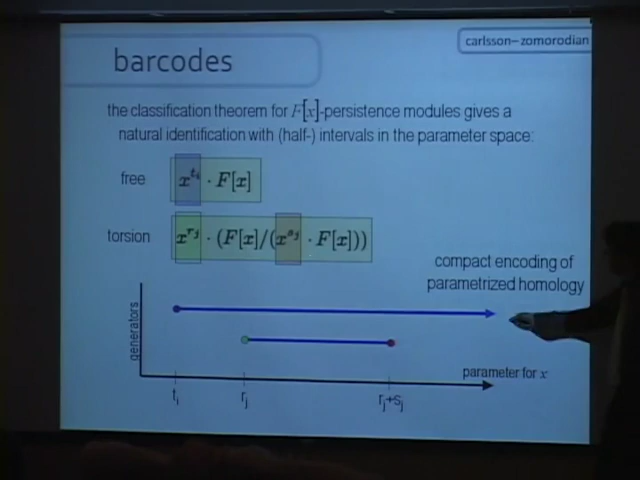 carlsson–zomorodian
barcodes
the classification theorem for F[x]-persistence modules gives a
natural identification with (half-) intervals in the parameter space:
free
x^{t_i} · F[x]
torsion
x^{r_j} · (F[x]/(x^{s_j} · F[x]))
compact encoding of
parametrized homology
generators
parameter for x
t_i r_j r_j+s_j